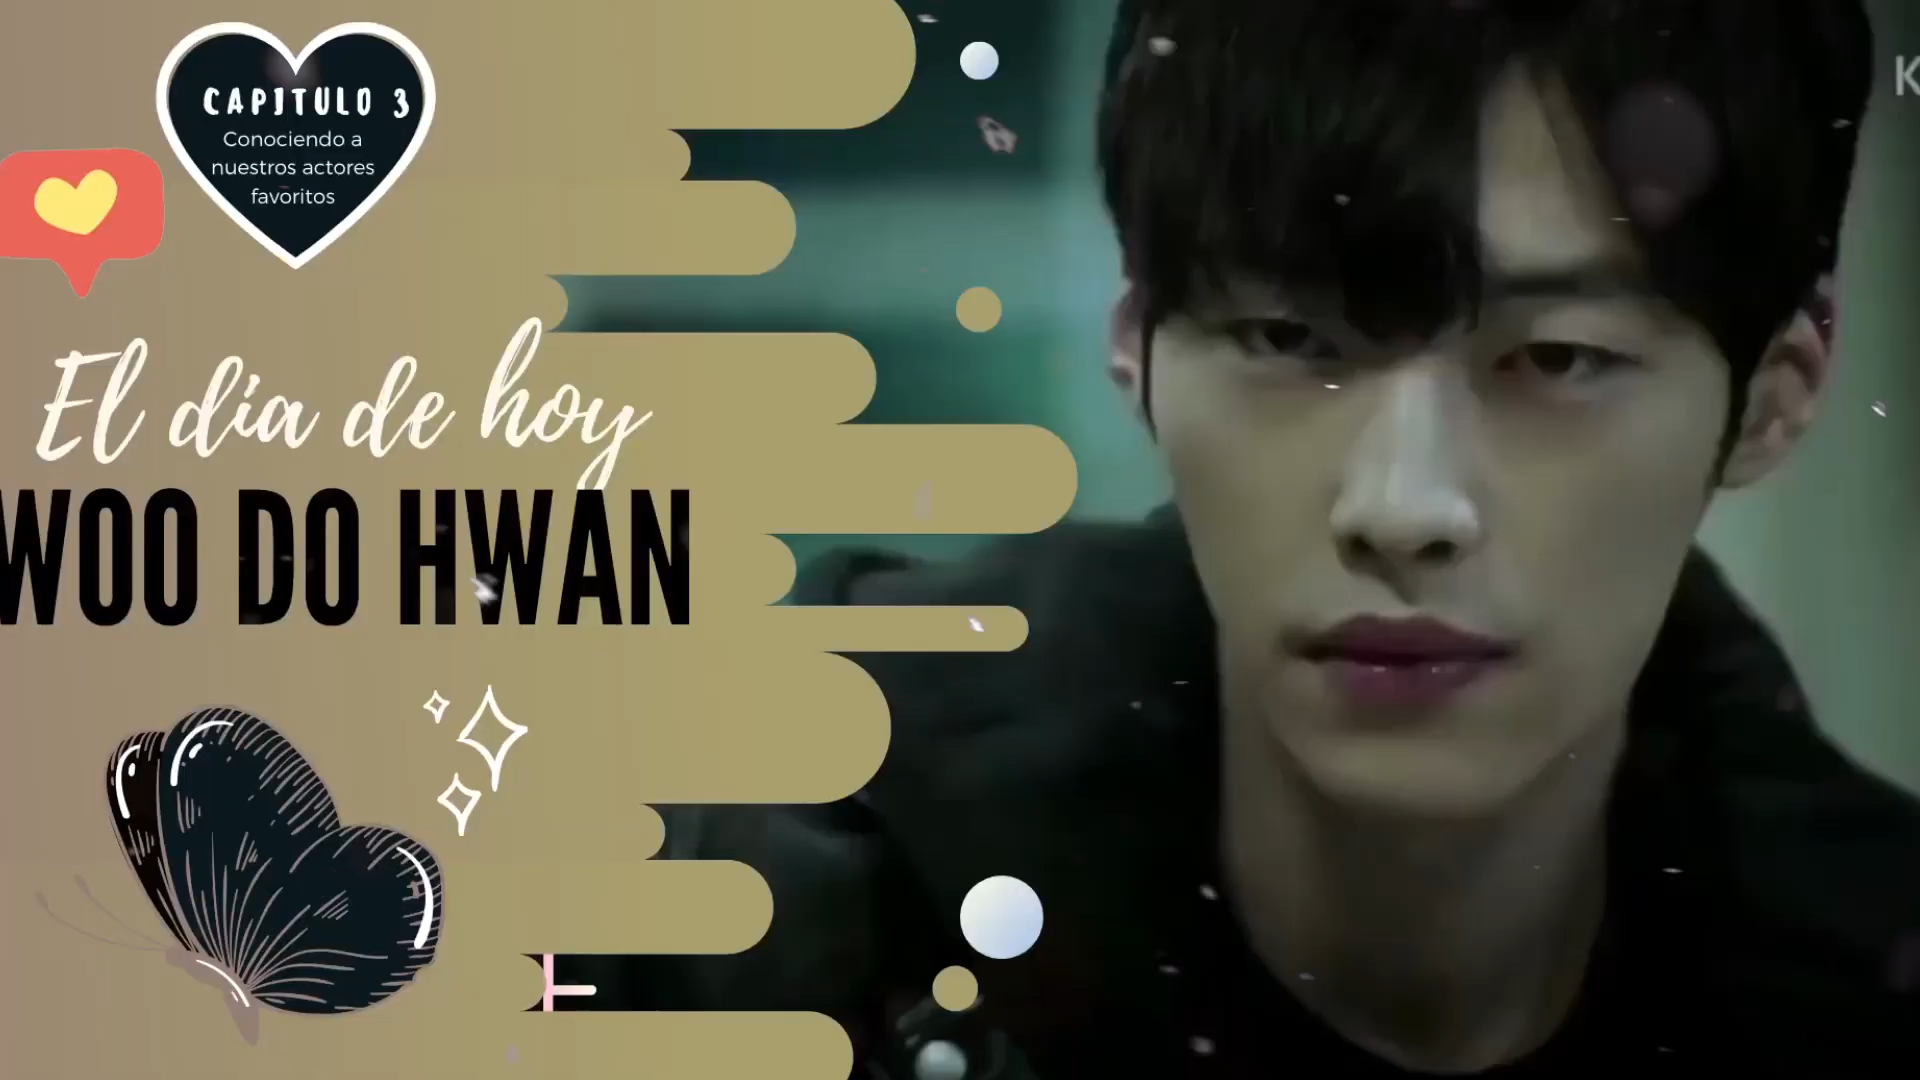 CAPITULO 3
Conociendo a
nuestros actores
favoritos
El dia de hoy
WOO DO HWAN
K